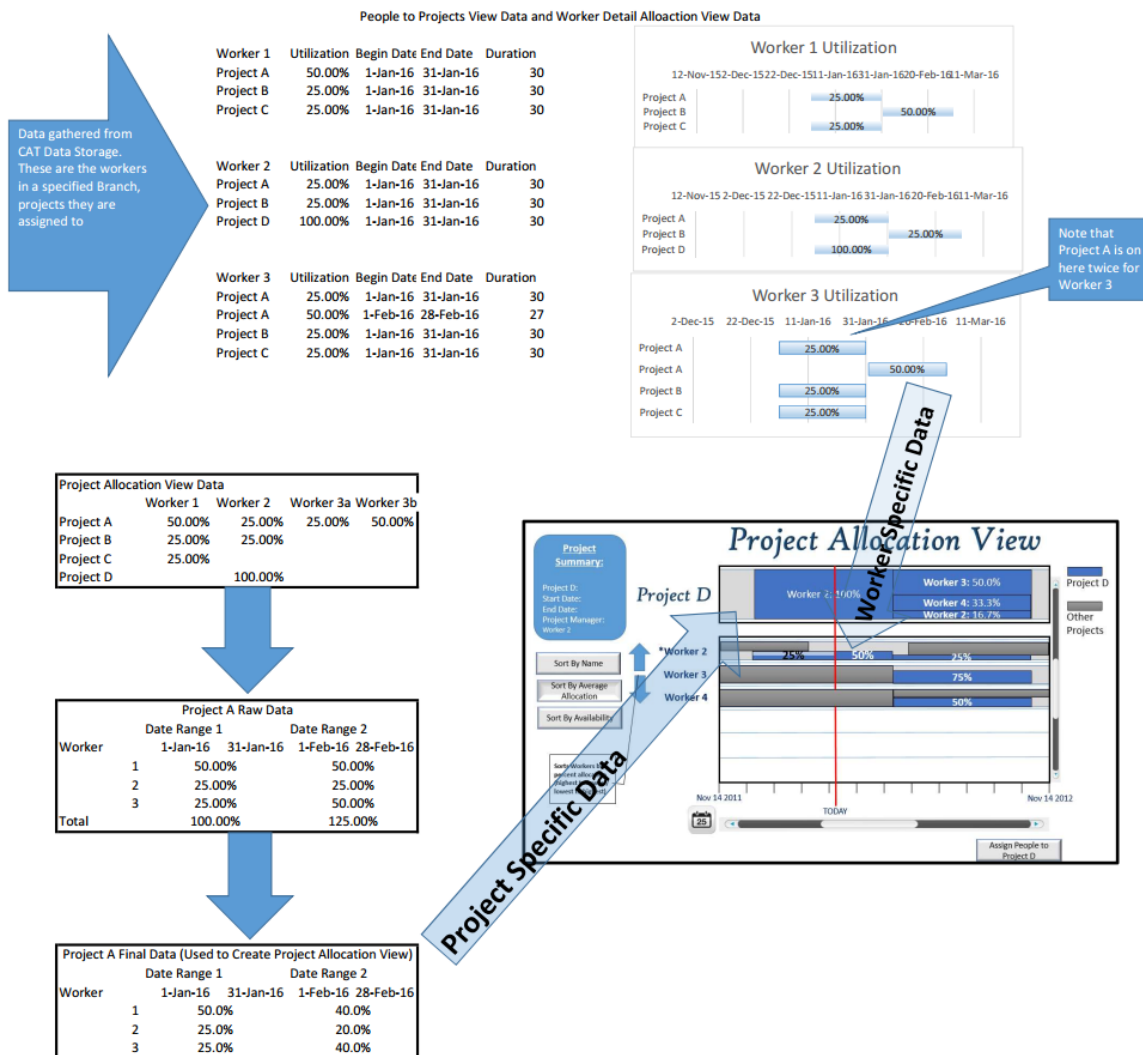 People to Projects View Data and Worker Detail Alloaction View Data
Data gathered from
CAT Data Storage.
These are the workers
in a specified Branch,
projects they are
assigned to
Worker 1 Utilization Begin Date End Date Duration
Project A 50.00% 1-Jan-16 31-Jan-16 30
Project B 25.00% 1-Jan-16 31-Jan-16 30
Project C 25.00% 1-Jan-16 31-Jan-16 30
Worker 2 Utilization Begin Date End Date Duration
Project A 25.00% 1-Jan-16 31-Jan-16 30
Project B 25.00% 1-Jan-16 31-Jan-16 30
Project D 100.00% 1-Jan-16 31-Jan-16 30
Worker 3 Utilization Begin Date End Date Duration
Project A 25.00% 1-Jan-16 31-Jan-16 30
Project A 50.00% 1-Feb-16 28-Feb-16 27
Project B 25.00% 1-Jan-16 31-Jan-16 30
Project C 25.00% 1-Jan-16 31-Jan-16 30
Worker 1 Utilization
12-Nov-15 2-Dec-15 22-Dec-15 11-Jan-16 31-Jan-16 20-Feb-16 11-Mar-16
Project A 25.00%
Project B 50.00%
Project C 25.00%
Worker 2 Utilization
12-Nov-15 2-Dec-15 22-Dec-15 11-Jan-16 31-Jan-16 20-Feb-16 11-Mar-16
Project A 25.00%
Project B 25.00%
Project D 100.00%
Worker 3 Utilization
2-Dec-15 22-Dec-15 11-Jan-16 31-Jan-16 20-Feb-16 11-Mar-16
Project A 25.00%
Project A 50.00%
Project B 25.00%
Project C 25.00%
Note that
Project A is on
here twice for
Worker 3
Worker Specific Data
Project Allocation View Data
Worker 1 Worker 2 Worker 3a Worker 3b
Project A 50.00% 25.00% 25.00% 50.00%
Project B 25.00% 25.00%
Project C 25.00%
Project D 100.00%
Project A Raw Data
Date Range 1 Date Range 2
Worker 1-Jan-16 31-Jan-16 1-Feb-16 28-Feb-16
1 50.00% 50.00%
2 25.00% 25.00%
3 25.00% 50.00%
Total 100.00% 125.00%
Project A Final Data (Used to Create Project Allocation View)
Date Range 1 Date Range 2
Worker 1-Jan-16 31-Jan-16 1-Feb-16 28-Feb-16
1 50.0% 40.0%
2 25.0% 20.0%
3 25.0% 40.0%
Project Specific Data
Project Allocation View
Project
Summary:
Project D:
Start Date:
End Date:
Project Manager:
Worker 2
Project D
Worker 2: 100%
Worker 3: 50.0%
Worker 4: 33.3%
Worker 2: 16.7%
Project D
Other
Projects
Sort By Name
Sort By Average
Allocation
Sort By Availability
*Worker 2 25% 50% 25%
Worker 3 75%
Worker 4 50%
Sorts Workers
percent
lowest
Nov 14 2011 Nov 14 2012
TODAY
25
Assign People to
Project D